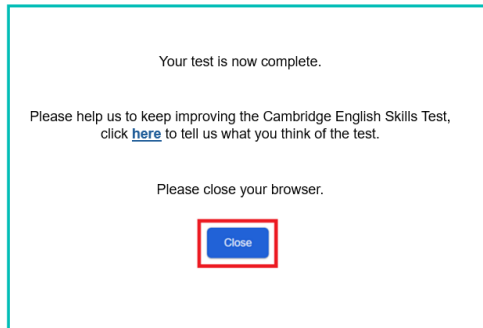 Your test is now complete.
Please help us to keep improving the Cambridge English Skills Test,
click here to tell us what you think of the test.
Please close your browser.
Close